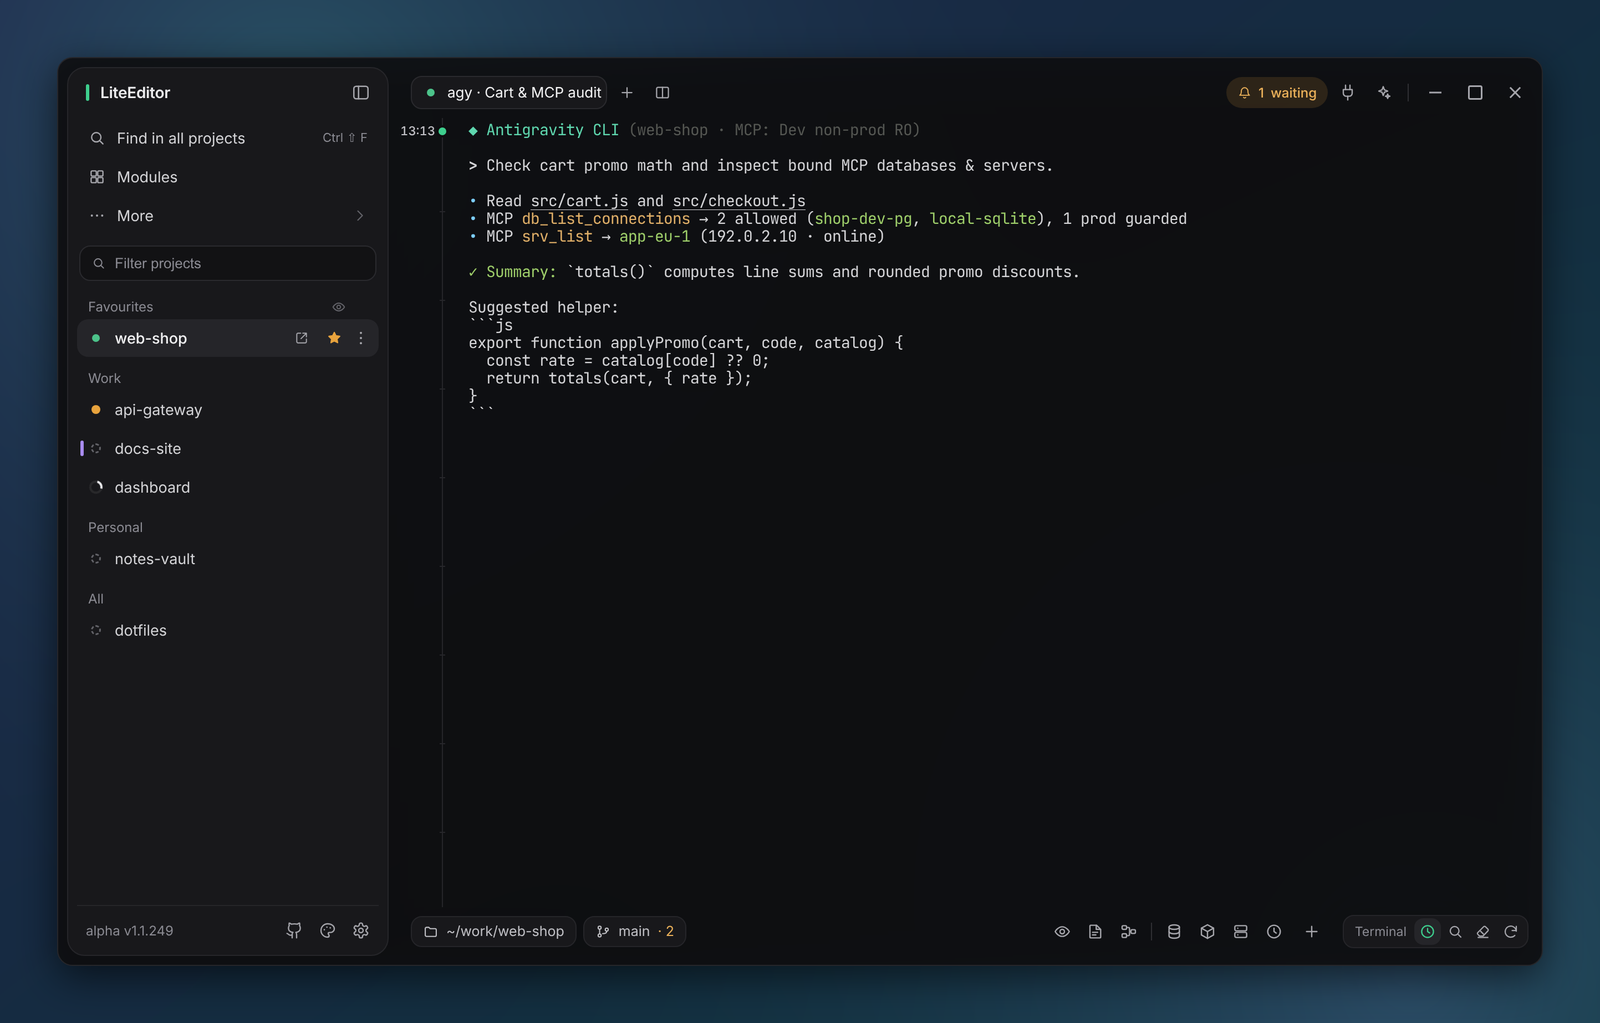 LiteEditor
Find in all projects Ctrl ⇧ F
Modules
More
Filter projects
Favourites
web-shop
Work
api-gateway
docs-site
dashboard
Personal
notes-vault
All
dotfiles
alpha v1.1.249
agy · Cart & MCP audit
1 waiting
13:13
◆ Antigravity CLI (web-shop · MCP: Dev non-prod RO)
> Check cart promo math and inspect bound MCP databases & servers.
• Read src/cart.js and src/checkout.js
• MCP db_list_connections → 2 allowed (shop-dev-pg, local-sqlite), 1 prod guarded
• MCP srv_list → app-eu-1 (192.0.2.10 · online)
✓ Summary: `totals()` computes line sums and rounded promo discounts.
Suggested helper:
```js
export function applyPromo(cart, code, catalog) {
  const rate = catalog[code] ?? 0;
  return totals(cart, { rate });
}
```
~/work/web-shop
main · 2
Terminal